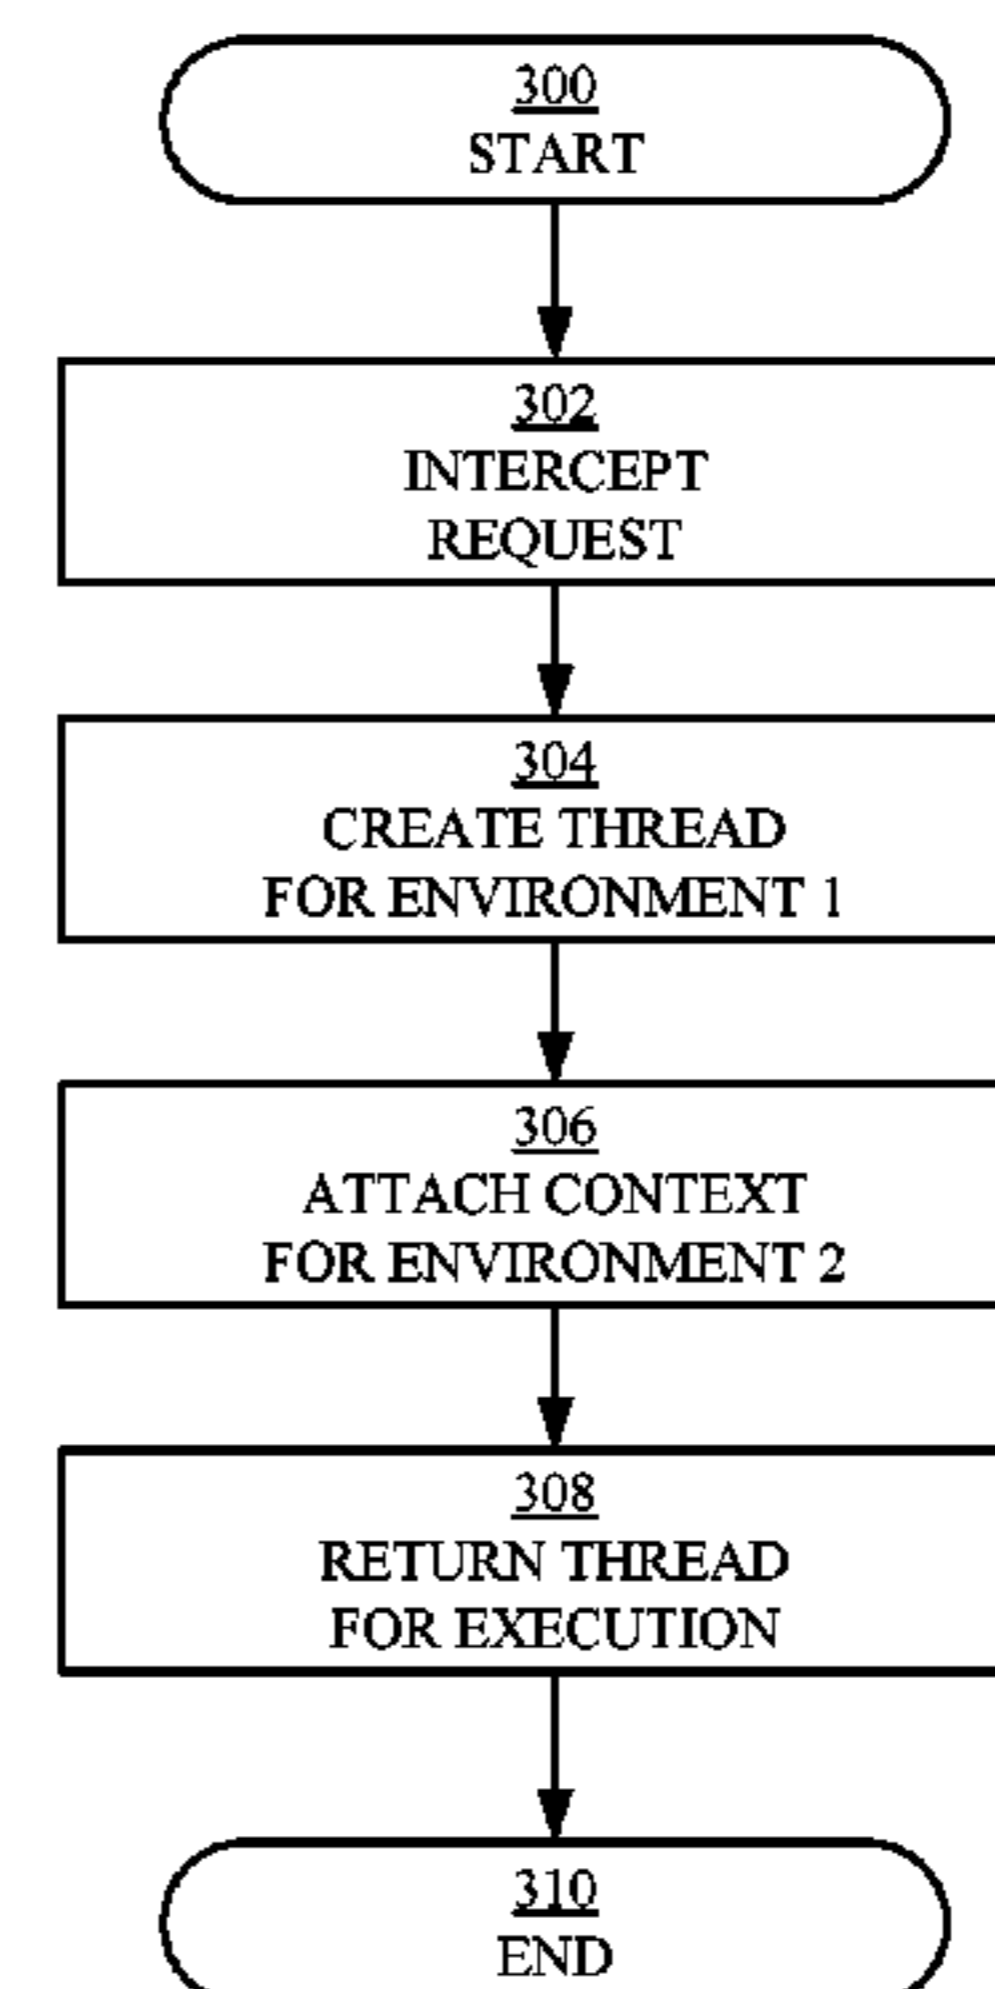 300
START
302
INTERCEPT
REQUEST
304
CREATE THREAD
FOR ENVIRONMENT 1
306
ATTACH CONTEXT
FOR ENVIRONMENT 2
308
RETURN THREAD
FOR EXECUTION
310
END